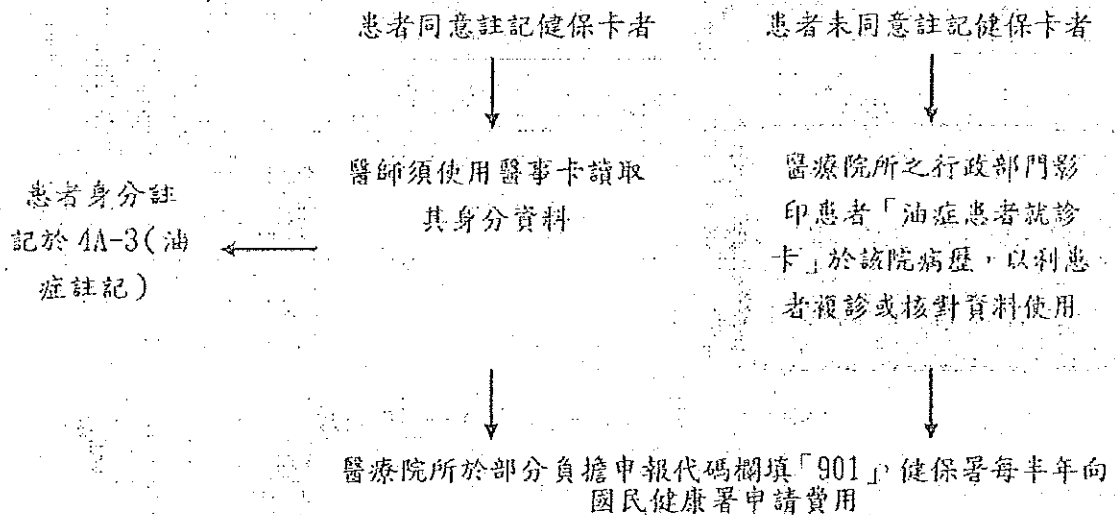 患者同意註記健保卡者
患者未同意註記健保卡者
醫師須使用醫事卡讀取
其身分資料
患者身分註
記於4A-3(油
症註記)
醫療院所之行政部門影
印患者「油症患者就診
卡」於該院病歷，以利患
者複診或核對資料使用
醫療院所於部分負擔申報代碼欄填「901」，健保署每半年向
國民健康署申請費用